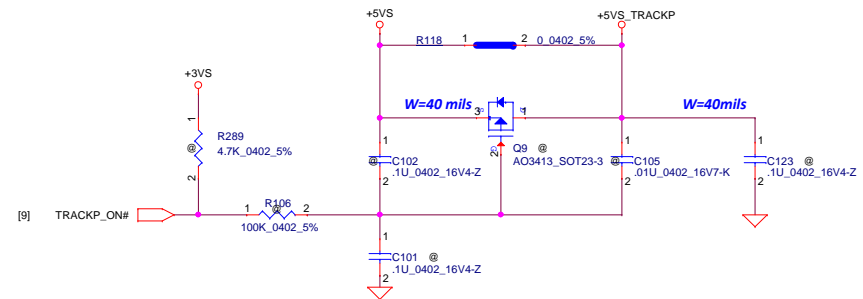 +5VS
+5VS_TRACKP
R118
1
2
0_0402_5%
+3VS
W=40 mils
W=40mils
3
S
D
1
1
R289
@
4.7K_0402_5%
2
G
2
Q9 @
AO3413_SOT23-3
1
@
C102
.1U_0402_16V4-Z
2
1
@
C105
.01U_0402_16V7-K
2
1
C123 @
.1U_0402_16V4-Z
2
[9] TRACKP_ON#
R106
1
@
2
100K_0402_5%
1
C101 @
.1U_0402_16V4-Z
2